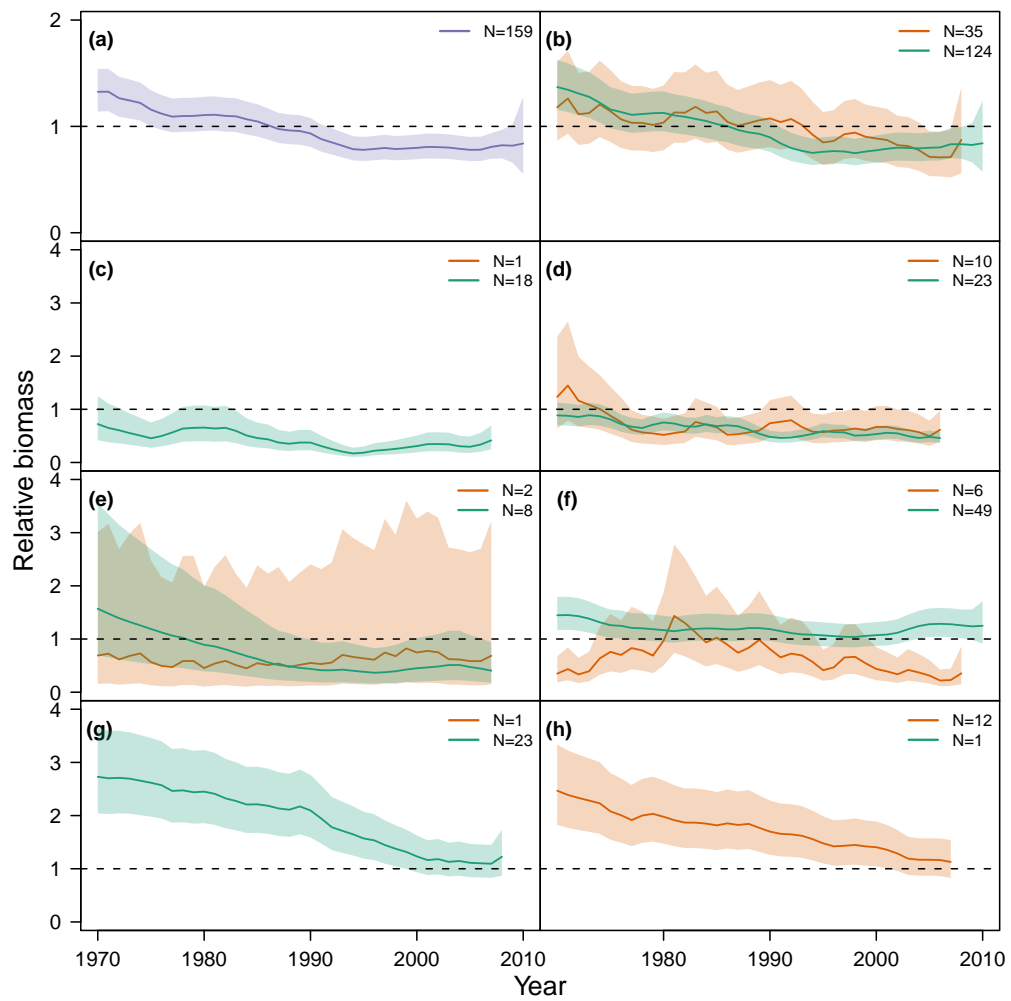 (a)
N=159
(b)
N=35
N=124
2
1
0
Relative biomass
(c)
N=1
N=18
(d)
N=10
N=23
4
3
2
1
0
(e)
N=2
N=8
(f)
N=6
N=49
4
3
2
1
0
(g)
N=1
N=23
(h)
N=12
N=1
4
3
2
1
0
1970 1980 1990 2000 2010 1980 1990 2000 2010
Year